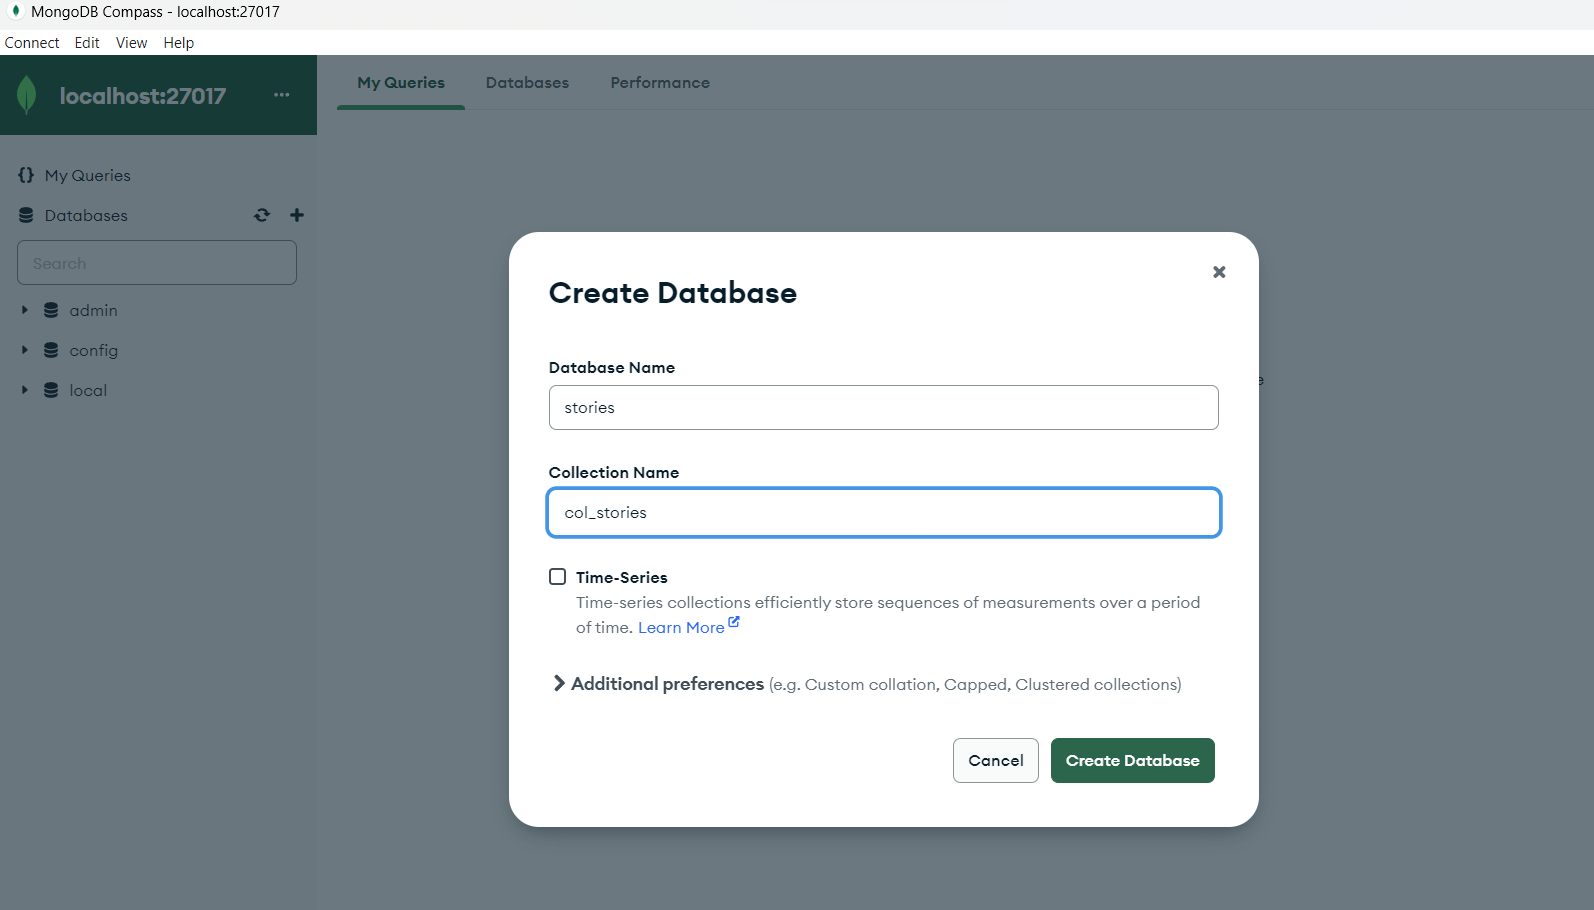 MongoDB Compass - localhost:27017
Connect Edit View Help
localhost:27017 ...
My Queries Databases Performance
{} My Queries
Databases
Search
admin
config
local
Create Database
Database Name
stories
Collection Name
col_stories
Time-Series
Time-series collections efficiently store sequences of measurements over a period
of time. Learn More
Additional preferences (e.g. Custom collation, Capped, Clustered collections)
Cancel Create Database